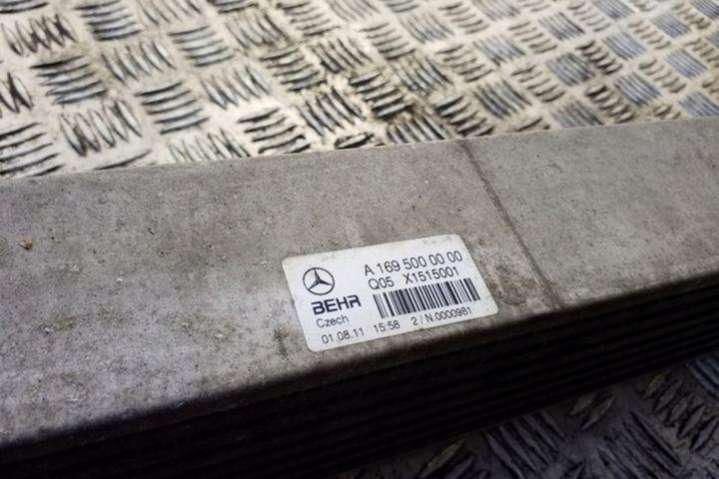 A 169 500 00 00
Q05 X1515001
BEHR
Czech
01.08.11 15:58 2 / N.0000981